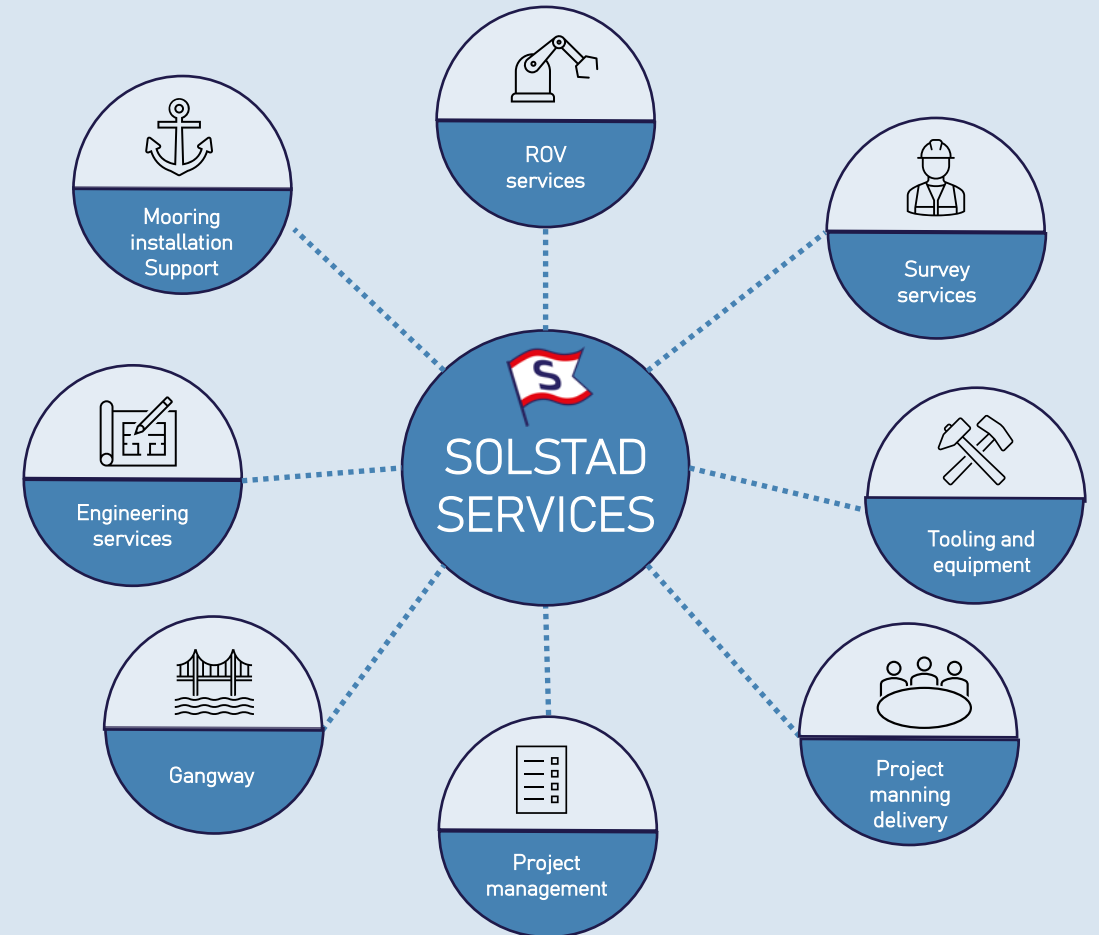 ROV
services
Mooring
installation
Support
Survey
services
S
SOLSTAD
SERVICES
Engineering
services
Tooling and
equipment
Gangway
Project
manning
delivery
Project
management